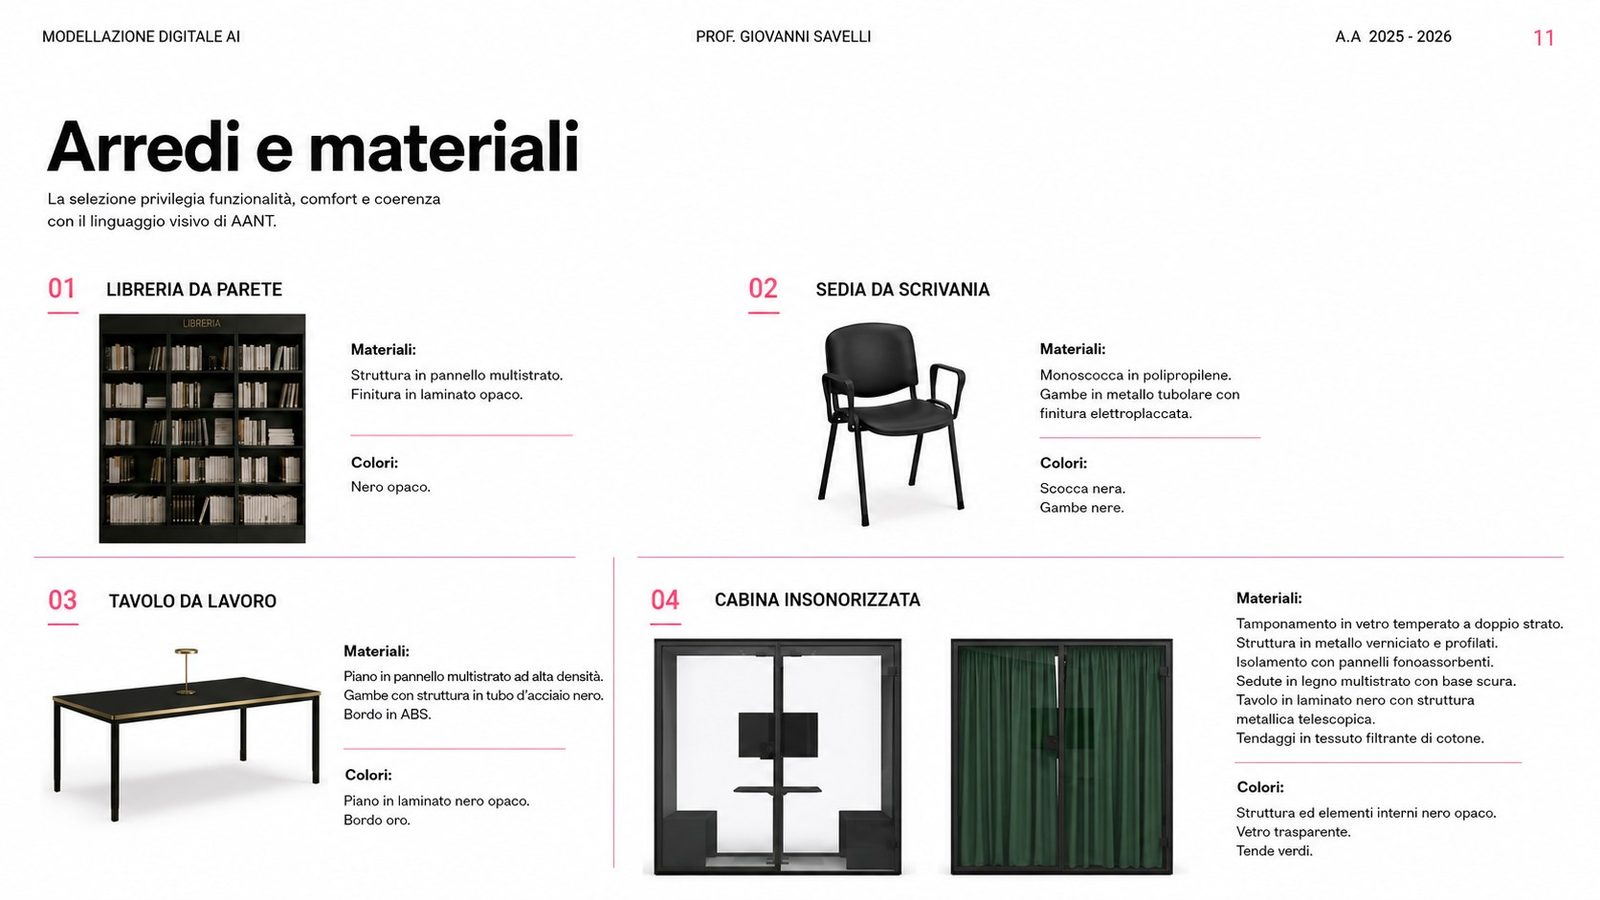 MODELLAZIONE DIGITALE AI
PROF. GIOVANNI SAVELLI
A.A 2025 - 2026
11
Arredi e materiali
La selezione privilegia funzionalità, comfort e coerenza
con il linguaggio visivo di AANT.
01
LIBRERIA DA PARETE
LIBRERIA
Materiali:
Struttura in pannello multistrato.
Finitura in laminato opaco.
Colori:
Nero opaco.
02
SEDIA DA SCRIVANIA
Materiali:
Monoscocca in polipropilene.
Gambe in metallo tubolare con
finitura elettroplaccata.
Colori:
Scocca nera.
Gambe nere.
03
TAVOLO DA LAVORO
Materiali:
Piano in pannello multistrato ad alta densità.
Gambe con struttura in tubo d'acciaio nero.
Bordo in ABS.
Colori:
Piano in laminato nero opaco.
Bordo oro.
04
CABINA INSONORIZZATA
Materiali:
Tamponamento in vetro temperato a doppio strato.
Struttura in metallo verniciato e profilati.
Isolamento con pannelli fonoassorbenti.
Sedute in legno multistrato con base scura.
Tavolo in laminato nero con struttura
metallica telescopica.
Tendaggi in tessuto filtrante di cotone.
Colori:
Struttura ed elementi interni nero opaco.
Vetro trasparente.
Tende verdi.